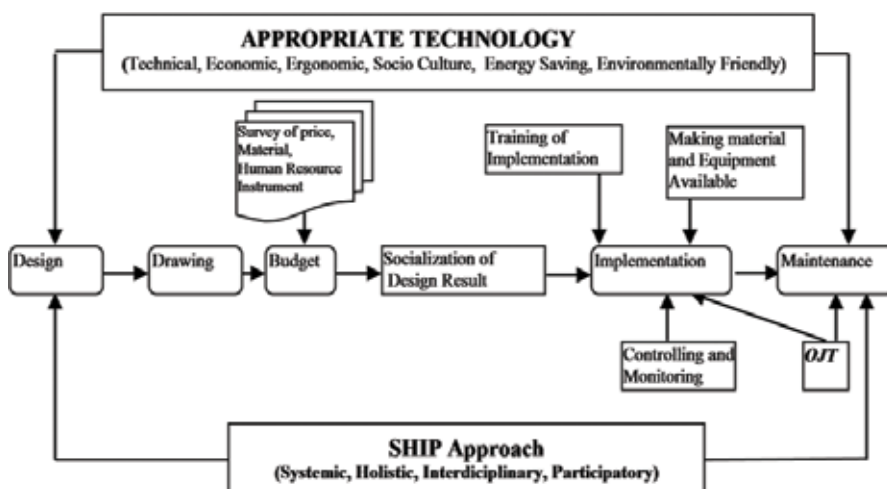 APPROPRIATE TECHNOLOGY
(Technical, Economic, Ergonomic, Socio Culture, Energy Saving, Environmentally Friendly)
Survey of price,
Material,
Human Resource
Instrument
Training of
Implementation
Making material
and Equipment
Available
Design
Drawing
Budget
Socialization of
Design Result
Implementation
Maintenance
Controlling and
Monitoring
OJT
SHIP Approach
(Systemic, Holistic, Interdiciplinary, Participatory)